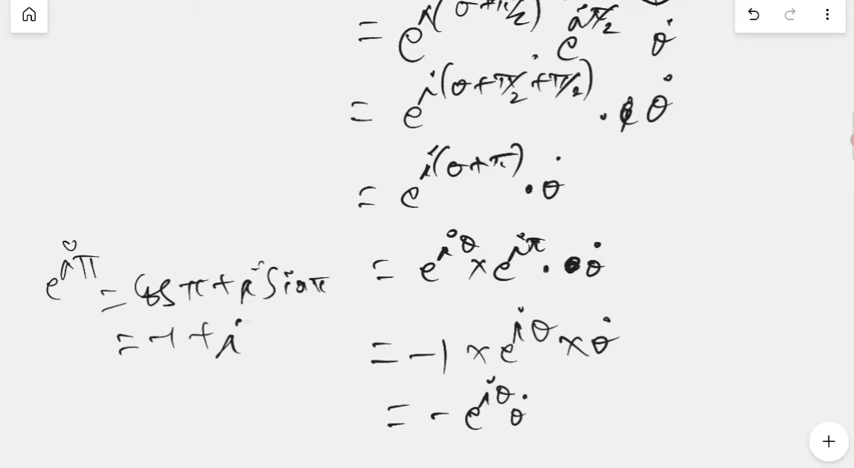 = e^{i(θ+π/2)} · e^{iπ/2} θ̇
= e^{i(θ+π/2+π/2)} · θ̇
= e^{i(θ+π)} · θ̇
e^{iπ} = cos π + i sin π
= -1 + i
= e^{iθ} × e^{iπ} · θ̇
= -1 × e^{iθ} × θ̇
= - e^{iθ} θ̇